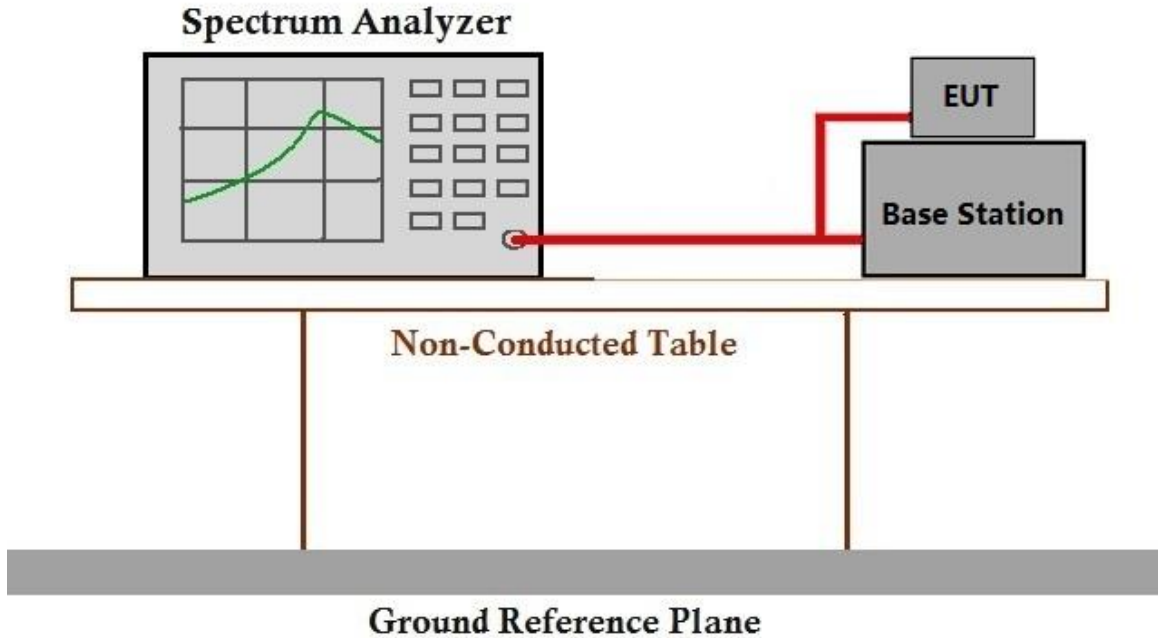 Spectrum Analyzer
EUT
Base Station
Non-Conducted Table
Ground Reference Plane